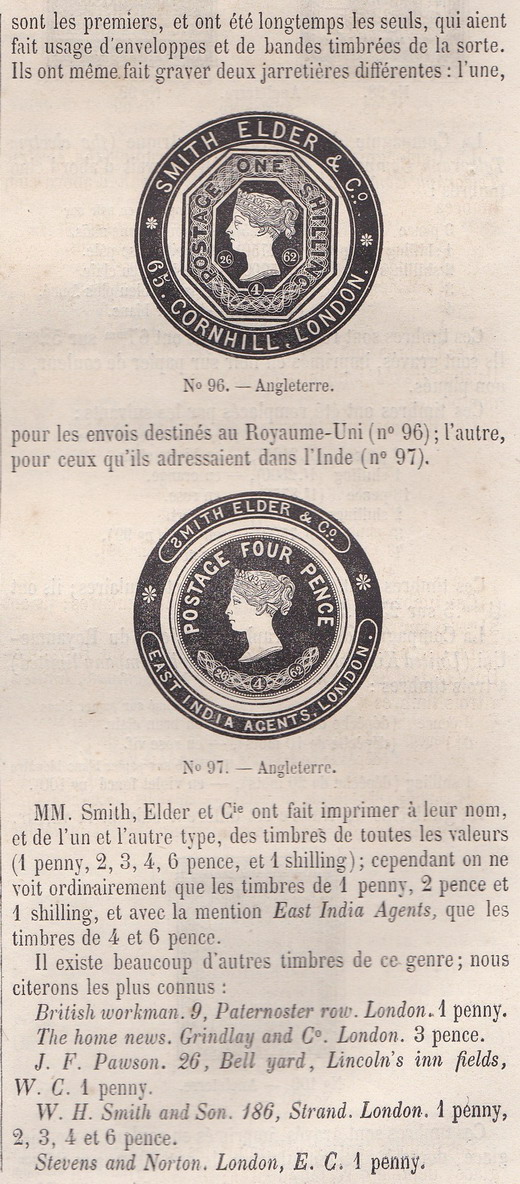 sont les premiers, et ont été longtemps les seuls, qui aient
fait usage d'enveloppes et de bandes timbrées de la sorte.
Ils ont même fait graver deux jarretières différentes : l'une,
SMITH ELDER & Co.
ONE SHILLING
POSTAGE
26 62
4
65. CORNHILL, LONDON.
No 96. — Angleterre.
pour les envois destinés au Royaume-Uni (no 96) ; l'autre,
pour ceux qu'ils adressaient dans l'Inde (no 97).
SMITH ELDER & Co.
POSTAGE FOUR PENCE
20 4 62
EAST INDIA AGENTS, LONDON.
No 97. — Angleterre.
MM. Smith, Elder et Cie ont fait imprimer à leur nom,
et de l'un et l'autre type, des timbres de toutes les valeurs
(1 penny, 2, 3, 4, 6 pence, et 1 shilling) ; cependant on ne
voit ordinairement que les timbres de 1 penny, 2 pence et
1 shilling, et avec la mention East India Agents, que les
timbres de 4 et 6 pence.
Il existe beaucoup d'autres timbres de ce genre ; nous
citerons les plus connus :
British workman. 9, Paternoster row. London. 1 penny.
The home news. Grindlay and Co. London. 3 pence.
J. F. Pawson. 26, Bell yard, Lincoln's inn fields,
W. C. 1 penny.
W. H. Smith and Son. 186, Strand. London. 1 penny,
2, 3, 4 et 6 pence.
Stevens and Norton. London, E. C. 1 penny.